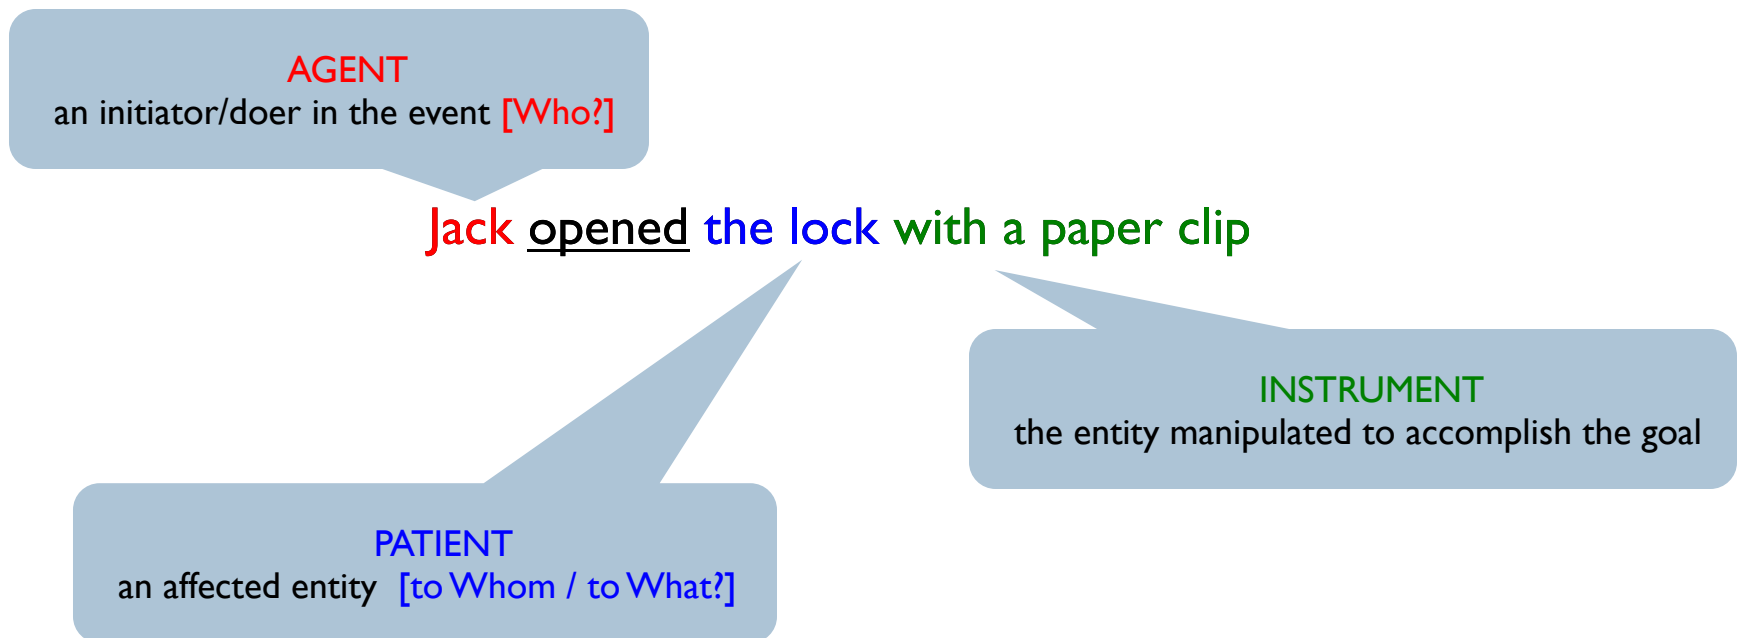 AGENT
an initiator/doer in the event [Who?]
Jack opened the lock with a paper clip
INSTRUMENT
the entity manipulated to accomplish the goal
PATIENT
an affected entity [to Whom / to What?]